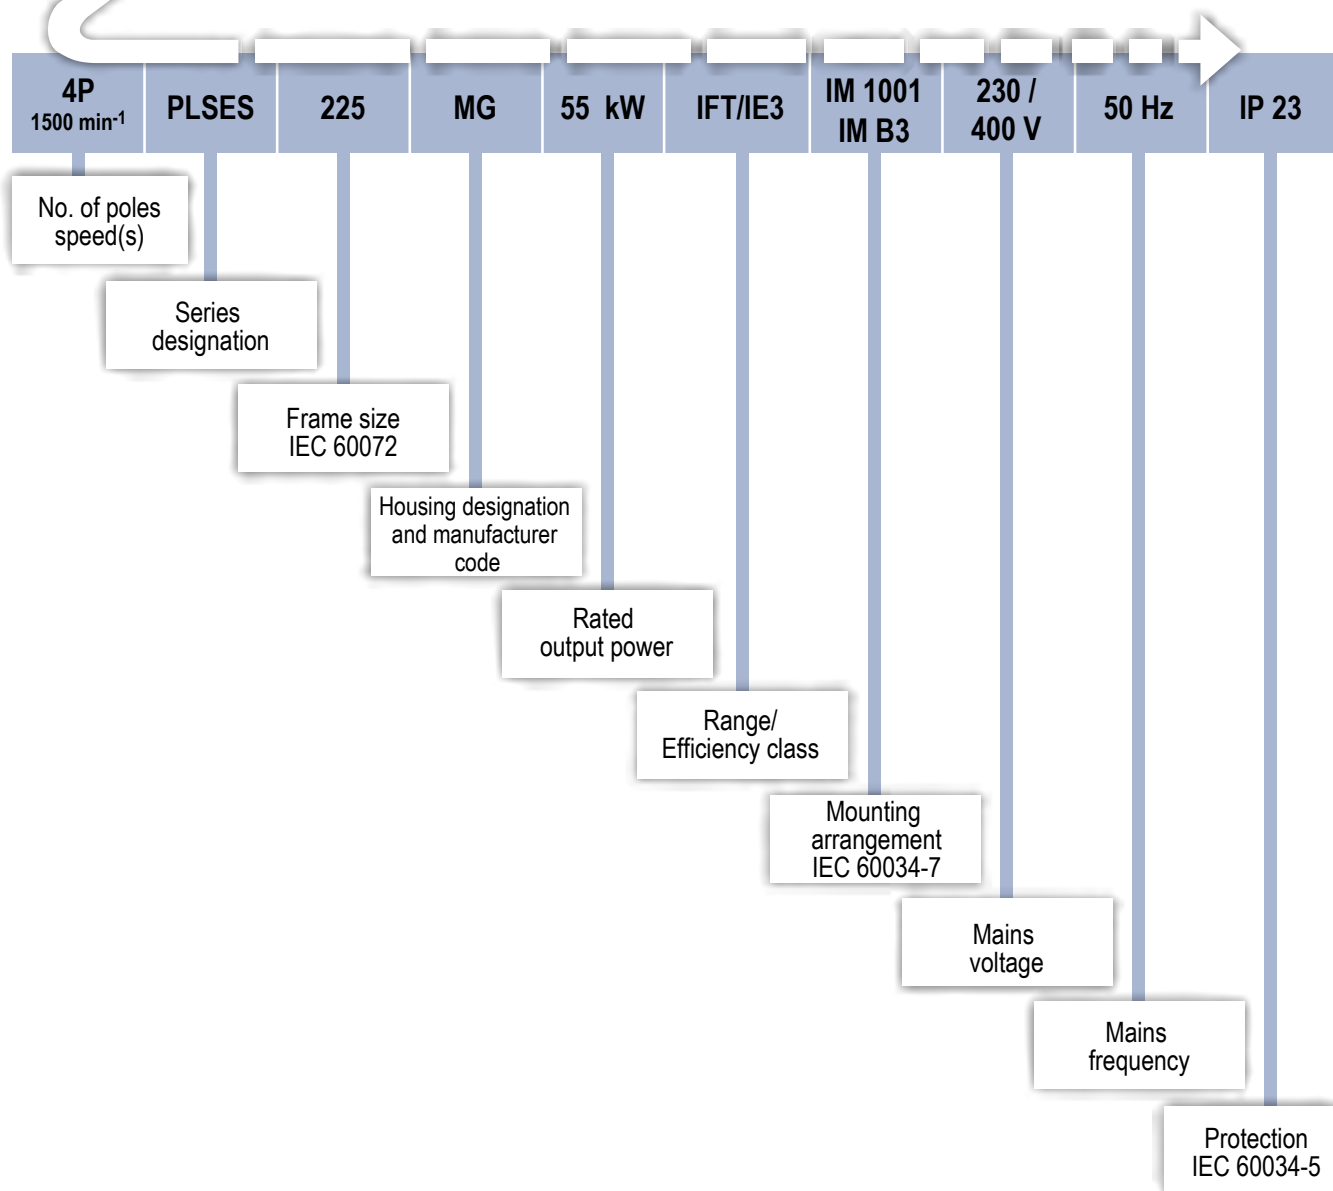 4P
1500 min-1
PLSES
225
MG
55 kW
IFT/IE3
IM 1001
IM B3
230 /
400 V
50 Hz
IP 23
No. of poles
speed(s)
Series
designation
Frame size
IEC 60072
Housing designation
and manufacturer
code
Rated
output power
Range/
Efficiency class
Mounting
arrangement
IEC 60034-7
Mains
voltage
Mains
frequency
Protection
IEC 60034-5